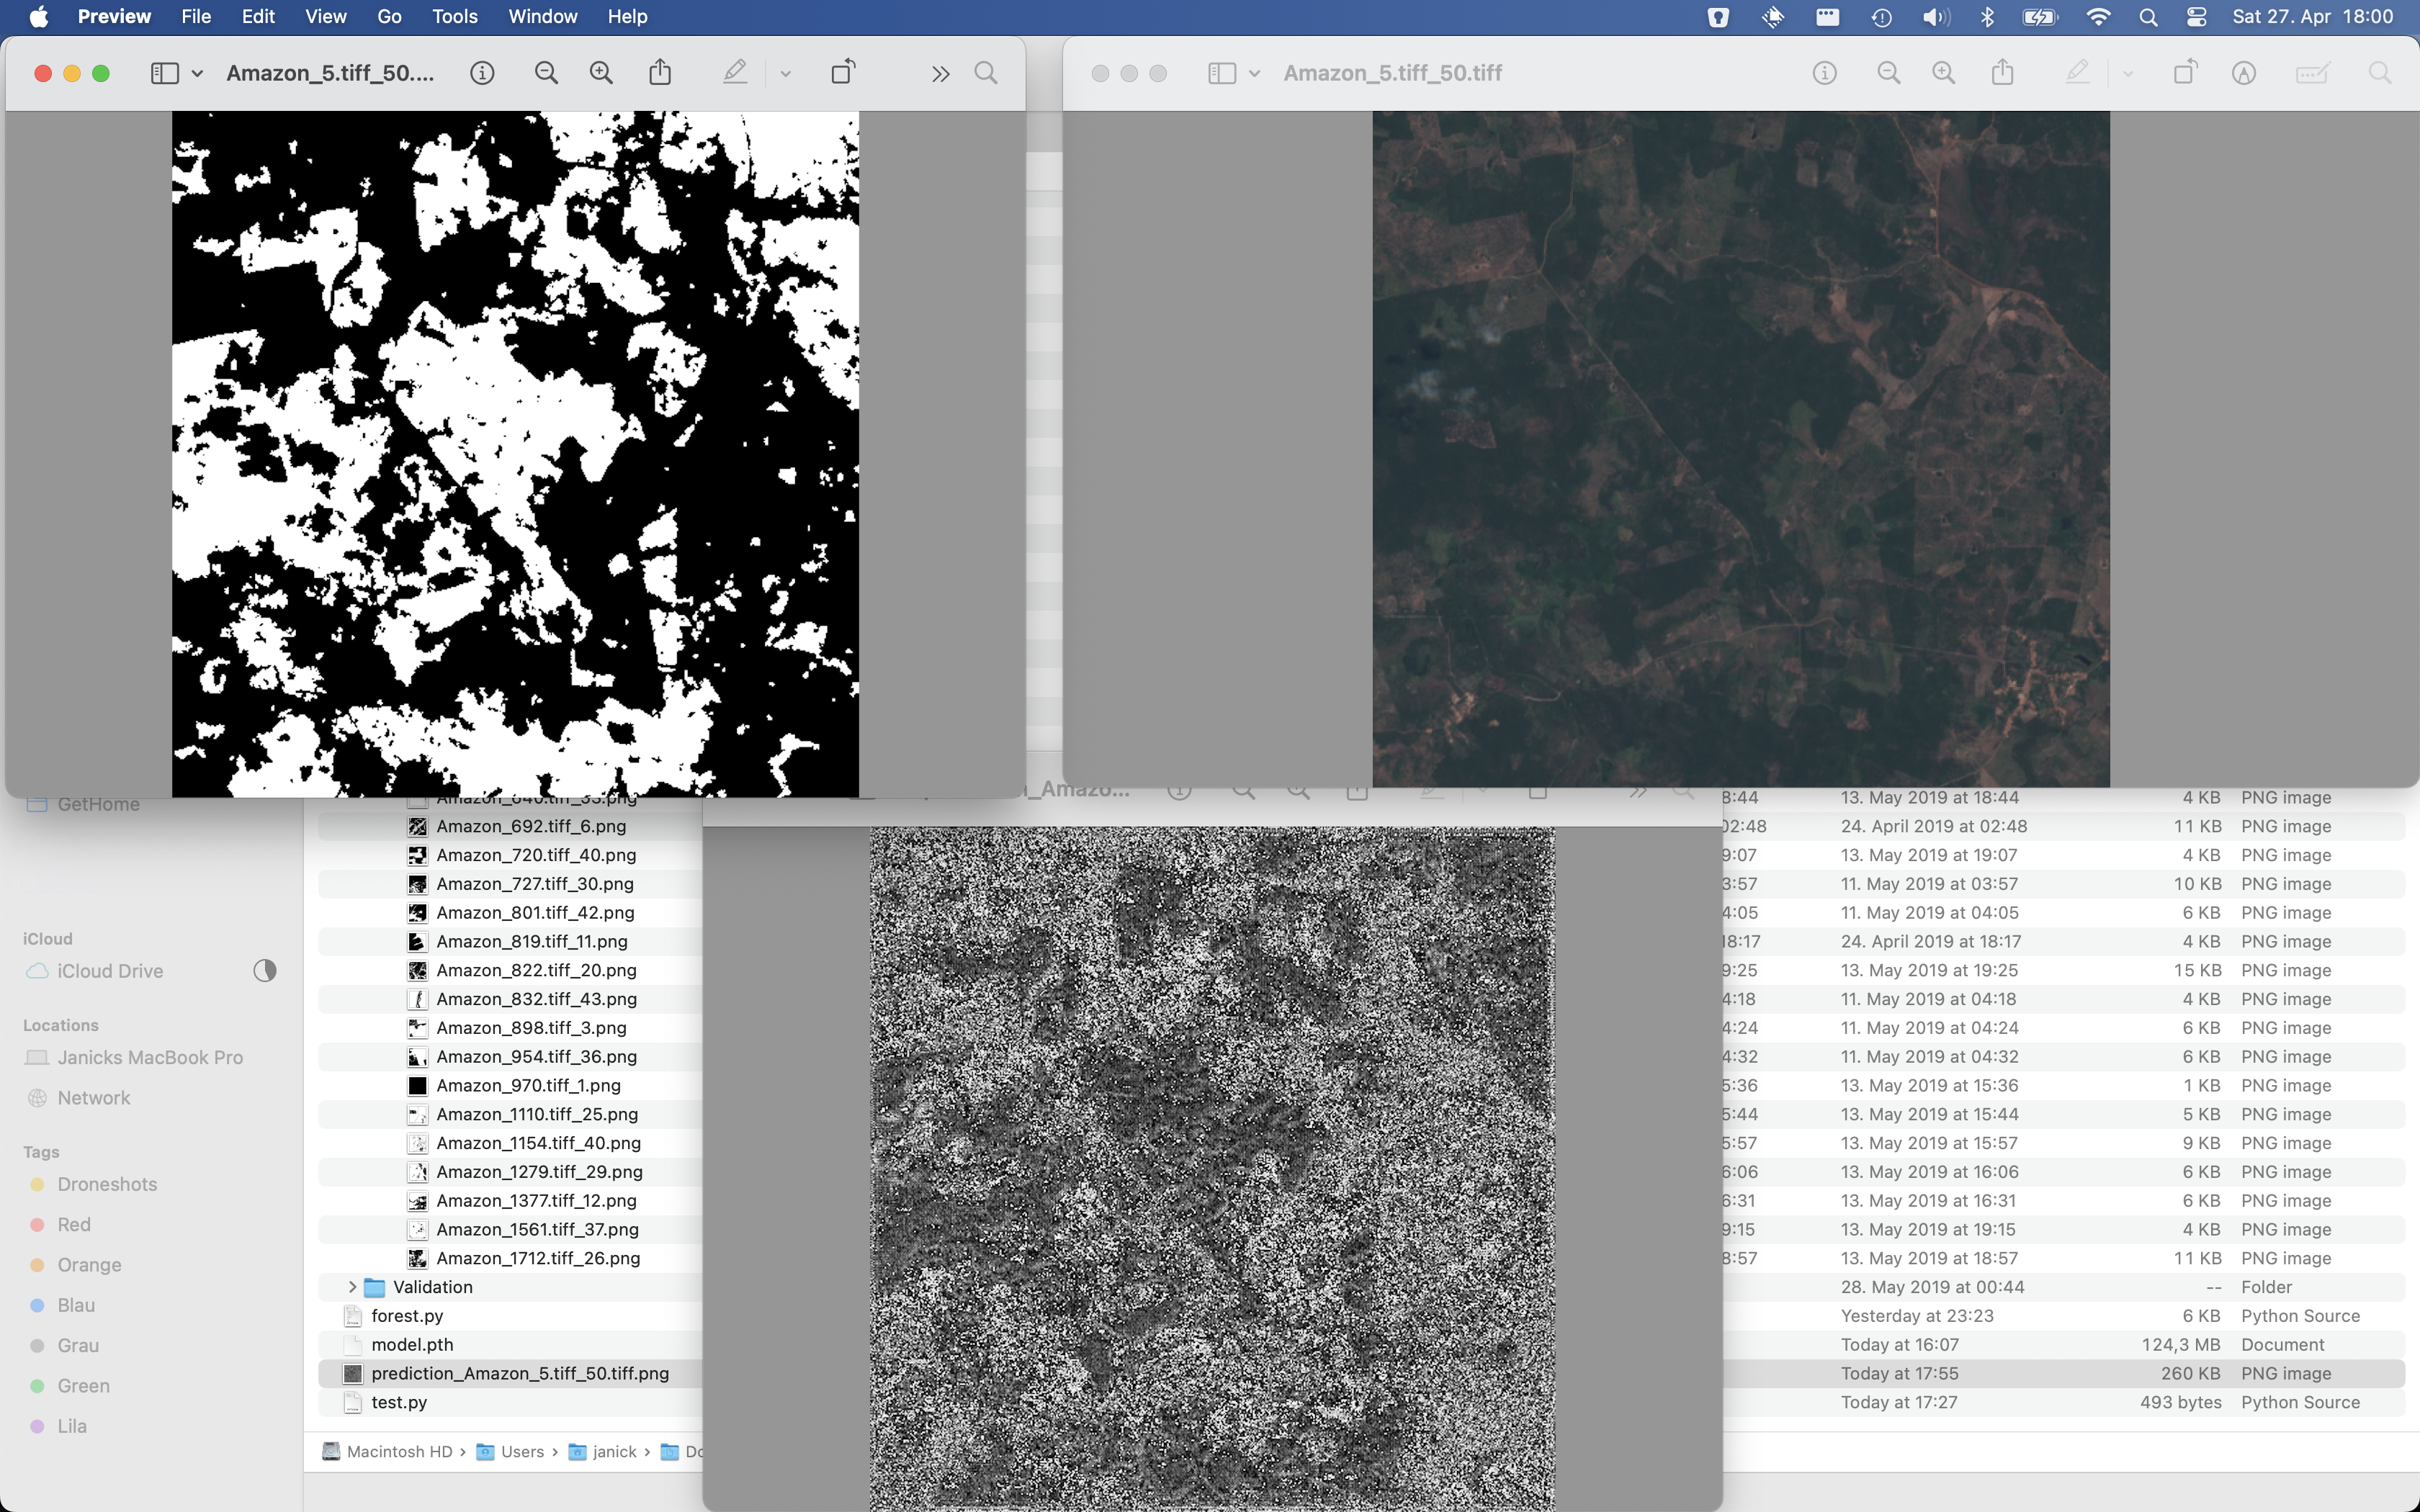 Preview File Edit View Go Tools Window Help Sat 27. Apr 18:00
Amazon_5.tiff_50....
Amazon_5.tiff_50.tiff
GetHome
iCloud
iCloud Drive
Locations
Janicks MacBook Pro
Network
Tags
Droneshots
Red
Orange
Blau
Grau
Green
Lila
_Amazo...
8:44 13. May 2019 at 18:44 4 KB PNG image
Amazon_692.tiff_6.png 02:48 24. April 2019 at 02:48 11 KB PNG image
Amazon_720.tiff_40.png 9:07 13. May 2019 at 19:07 4 KB PNG image
Amazon_727.tiff_30.png 3:57 11. May 2019 at 03:57 10 KB PNG image
Amazon_801.tiff_42.png 4:05 11. May 2019 at 04:05 6 KB PNG image
Amazon_819.tiff_11.png 18:17 24. April 2019 at 18:17 4 KB PNG image
Amazon_822.tiff_20.png 9:25 13. May 2019 at 19:25 15 KB PNG image
Amazon_832.tiff_43.png 4:18 11. May 2019 at 04:18 4 KB PNG image
Amazon_898.tiff_3.png 4:24 11. May 2019 at 04:24 6 KB PNG image
Amazon_954.tiff_36.png 4:32 11. May 2019 at 04:32 6 KB PNG image
Amazon_970.tiff_1.png 5:36 13. May 2019 at 15:36 1 KB PNG image
Amazon_1110.tiff_25.png 5:44 13. May 2019 at 15:44 5 KB PNG image
Amazon_1154.tiff_40.png 5:57 13. May 2019 at 15:57 9 KB PNG image
Amazon_1279.tiff_29.png 6:06 13. May 2019 at 16:06 6 KB PNG image
Amazon_1377.tiff_12.png 6:31 13. May 2019 at 16:31 6 KB PNG image
Amazon_1561.tiff_37.png 9:15 13. May 2019 at 19:15 4 KB PNG image
Amazon_1712.tiff_26.png 8:57 13. May 2019 at 18:57 11 KB PNG image
Validation 28. May 2019 at 00:44 -- Folder
forest.py Yesterday at 23:23 6 KB Python Source
model.pth Today at 16:07 124,3 MB Document
prediction_Amazon_5.tiff_50.tiff.png Today at 17:55 260 KB PNG image
test.py Today at 17:27 493 bytes Python Source
Macintosh HD › Users › janick › Do